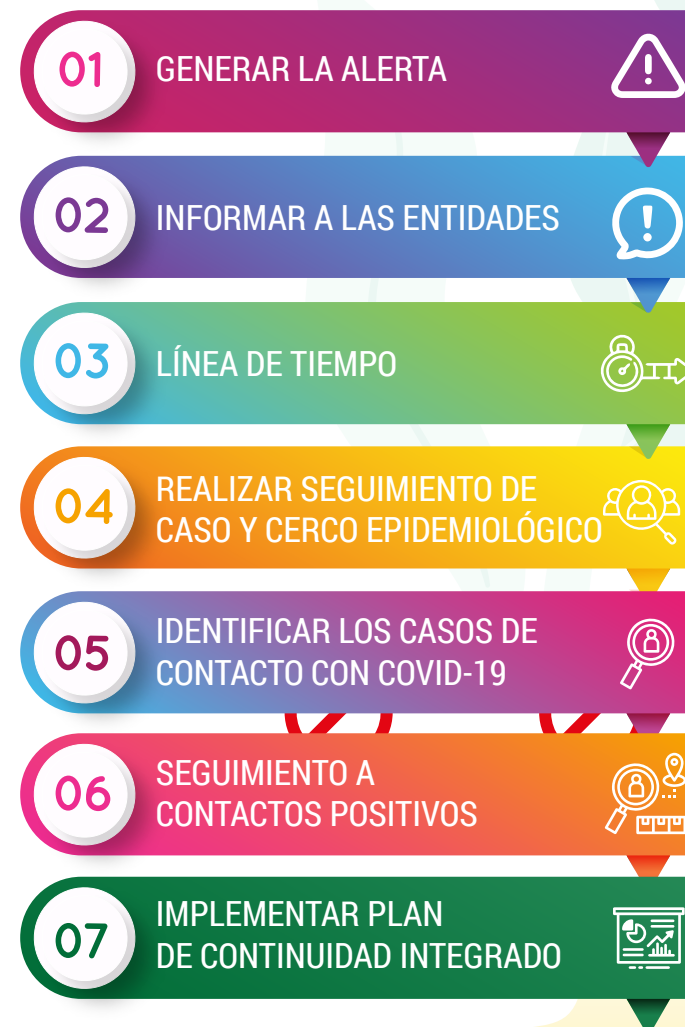 01
GENERAR LA ALERTA
02
INFORMAR A LAS ENTIDADES
03
LÍNEA DE TIEMPO
04
REALIZAR SEGUIMIENTO DE
CASO Y CERCO EPIDEMIOLÓGICO
05
IDENTIFICAR LOS CASOS DE
CONTACTO CON COVID-19
06
SEGUIMIENTO A
CONTACTOS POSITIVOS
07
IMPLEMENTAR PLAN
DE CONTINUIDAD INTEGRADO